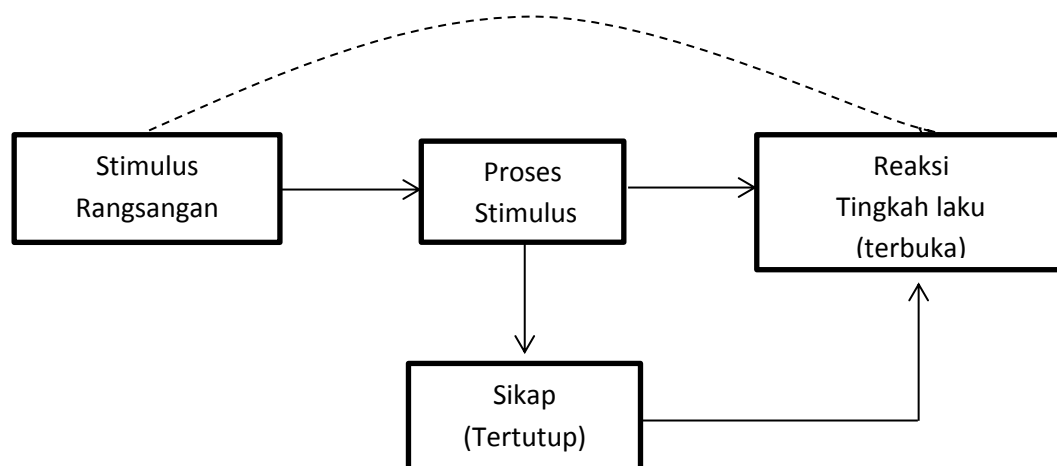 Stimulus
Rangsangan
Proses
Stimulus
Reaksi
Tingkah laku
(terbuka)
Sikap
(Tertutup)